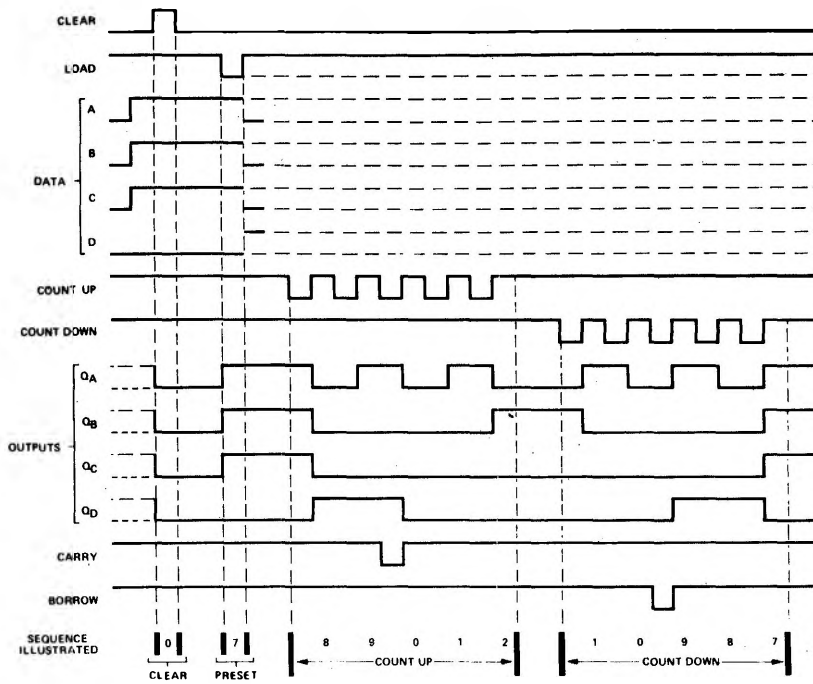 CLEAR
LOAD
A
B
DATA
C
D
COUNT UP
COUNT DOWN
QA
QB
OUTPUTS
QC
QD
CARRY
BORROW
SEQUENCE ILLUSTRATED
0 7 8 9 0 1 2 1 0 9 8 7
CLEAR PRESET COUNT UP COUNT DOWN